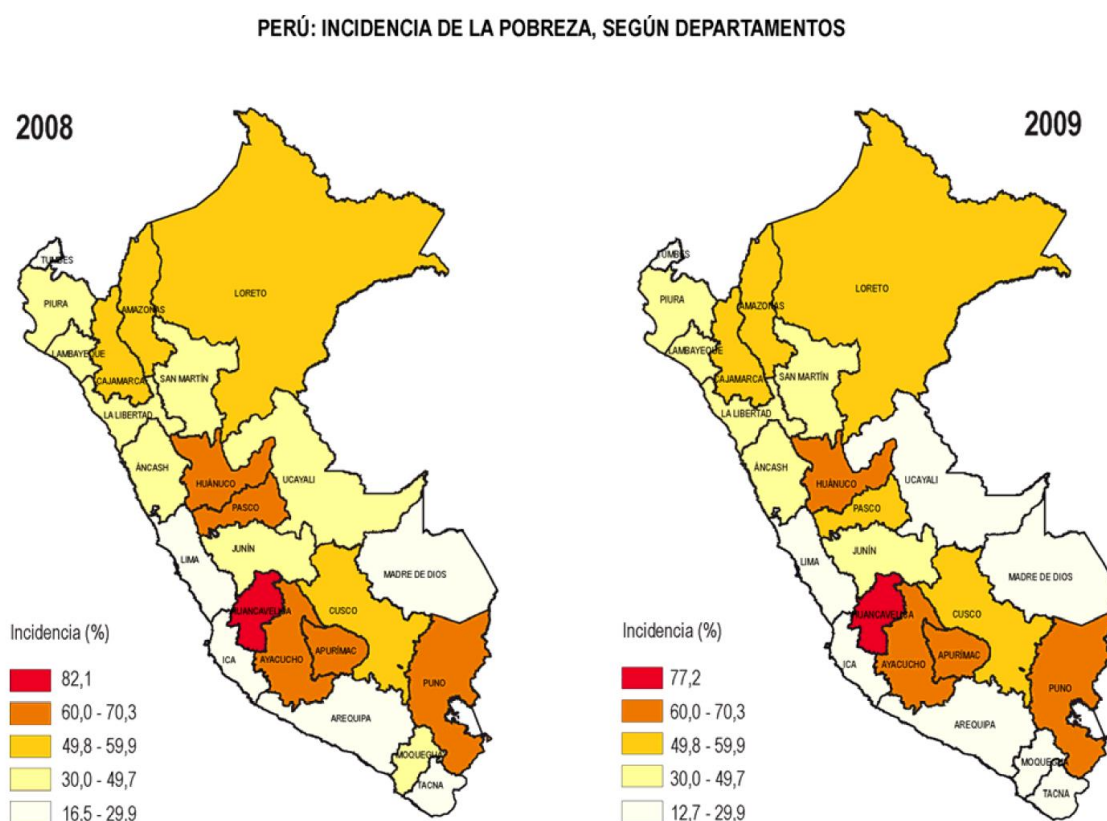 PERÚ: INCIDENCIA DE LA POBREZA, SEGÚN DEPARTAMENTOS
2008
TUMBES
PIURA
LORETO
AMAZONAS
LAMBAYEQUE
CAJAMARCA
SAN MARTÍN
LA LIBERTAD
ÁNCASH
HUÁNUCO
UCAYALI
PASCO
JUNÍN
LIMA
MADRE DE DIOS
HUANCAVELICA
CUSCO
ICA
AYACUCHO
APURÍMAC
PUNO
AREQUIPA
MOQUEGUA
TACNA
Incidencia (%)
82,1
60,0 - 70,3
49,8 - 59,9
30,0 - 49,7
16,5 - 29,9
2009
TUMBES
PIURA
LORETO
AMAZONAS
LAMBAYEQUE
CAJAMARCA
SAN MARTÍN
LA LIBERTAD
ÁNCASH
HUÁNUCO
UCAYALI
PASCO
JUNÍN
LIMA
MADRE DE DIOS
HUANCAVELICA
CUSCO
ICA
AYACUCHO
APURÍMAC
PUNO
AREQUIPA
MOQUEGUA
TACNA
Incidencia (%)
77,2
60,0 - 70,3
49,8 - 59,9
30,0 - 49,7
12,7 - 29,9